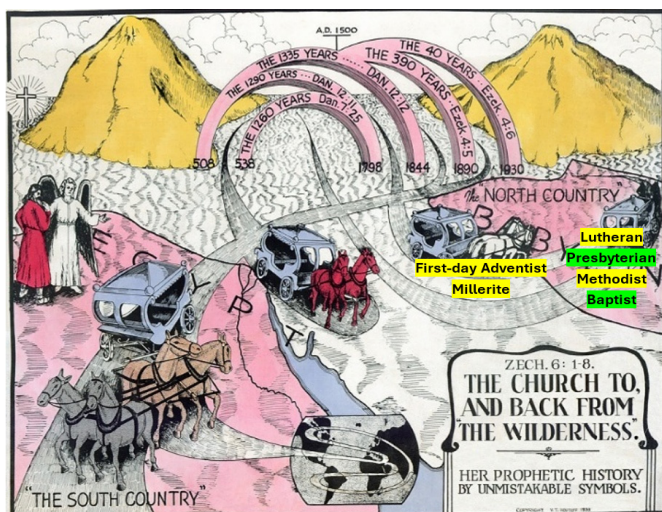 A.D. 1500
THE 40 YEARS .. Ezek. 4:6
THE 390 YEARS .. Ezek 4:5
THE 1335 YEARS ...... DAN. 12:12
THE 1290 YEARS ... DAN. 12:11
THE 1260 YEARS Dan. 7:25
508
538
1798
1844
1890
1930
The "NORTH COUNTRY"
B
B
Y
EGYPT
Lutheran
Presbyterian
Methodist
Baptist
First-day Adventist
Millerite
ZECH. 6: 1-8.
THE CHURCH TO,
AND BACK FROM
"THE WILDERNESS".
HER PROPHETIC HISTORY
BY UNMISTAKABLE SYMBOLS.
"THE SOUTH COUNTRY"
COPYRIGHT